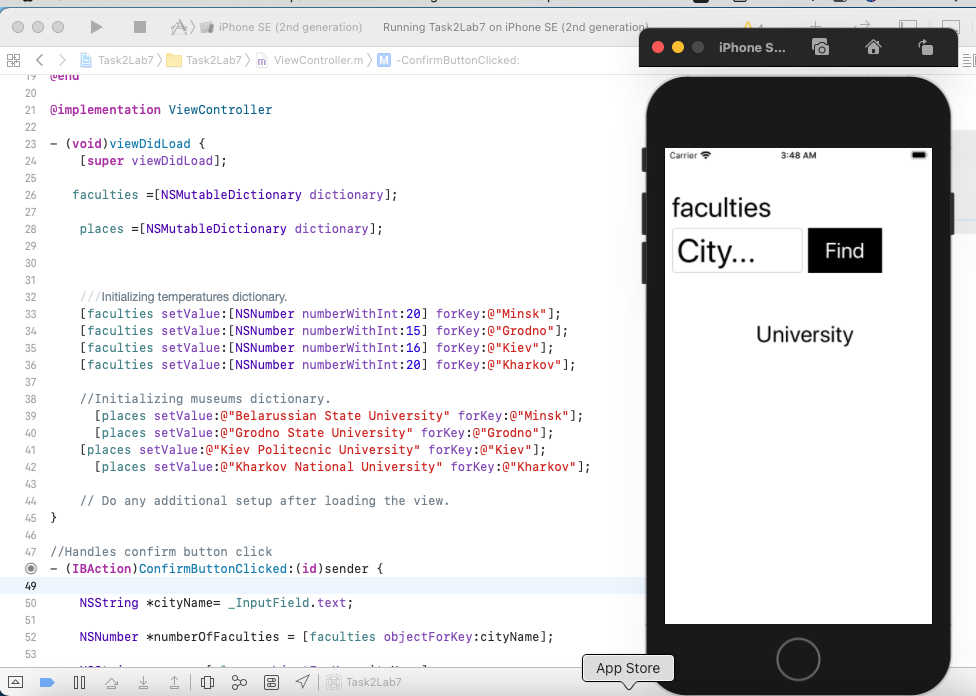 iPhone SE (2nd generation)
Running Task2Lab7 on iPhone SE (2nd generation)
Task2Lab7 Task2Lab7 ViewController.m M -ConfirmButtonClicked:
19 @end
20
21 @implementation ViewController
22
23 - (void)viewDidLoad {
24 [super viewDidLoad];
25
26 faculties =[NSMutableDictionary dictionary];
27
28 places =[NSMutableDictionary dictionary];
29
30
31
32 ///Initializing temperatures dictionary.
33 [faculties setValue:[NSNumber numberWithInt:20] forKey:@"Minsk"];
34 [faculties setValue:[NSNumber numberWithInt:15] forKey:@"Grodno"];
35 [faculties setValue:[NSNumber numberWithInt:16] forKey:@"Kiev"];
36 [faculties setValue:[NSNumber numberWithInt:20] forKey:@"Kharkov"];
37
38 //Initializing museums dictionary.
39 [places setValue:@"Belarussian State University" forKey:@"Minsk"];
40 [places setValue:@"Grodno State University" forKey:@"Grodno"];
41 [places setValue:@"Kiev Politecnic University" forKey:@"Kiev"];
42 [places setValue:@"Kharkov National University" forKey:@"Kharkov"];
43
44 // Do any additional setup after loading the view.
45 }
46
47 //Handles confirm button click
- (IBAction)ConfirmButtonClicked:(id)sender {
49
50 NSString *cityName= _InputField.text;
51
52 NSNumber *numberOfFaculties = [faculties objectForKey:cityName];
53
Task2Lab7
iPhone S...
Carrier 3:48 AM
faculties
City... Find
University
App Store